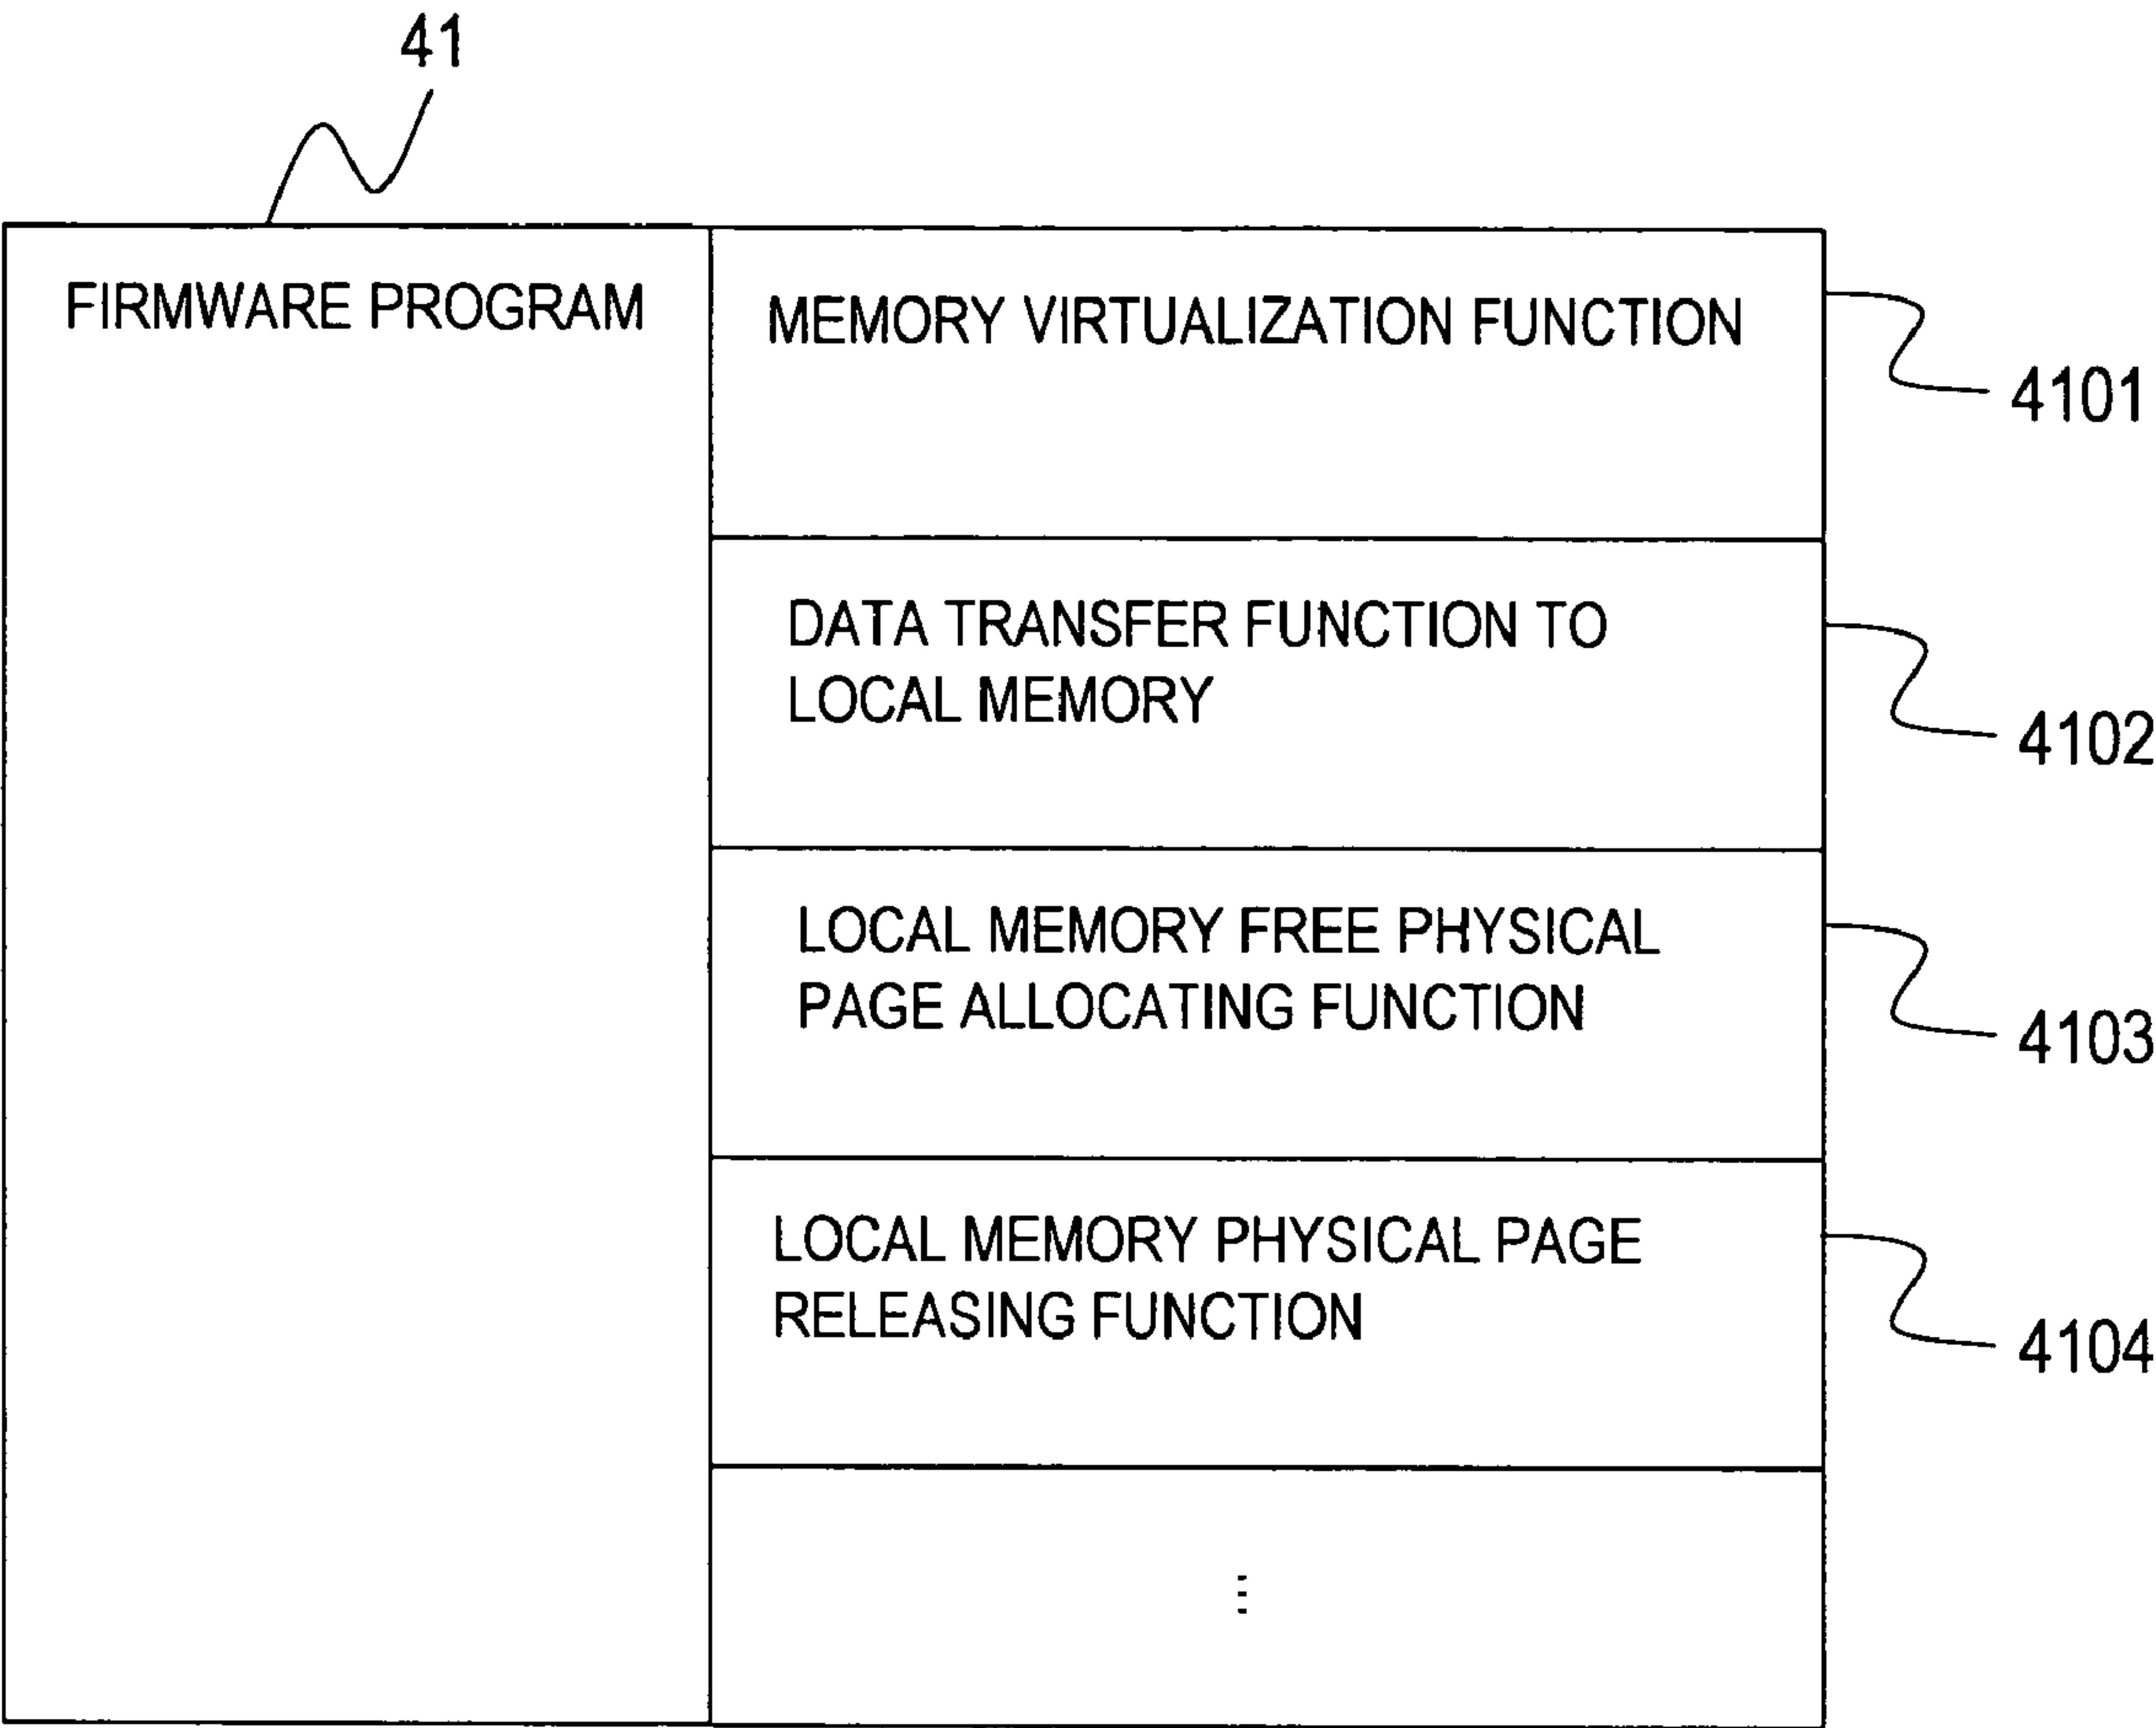 41
FIRMWARE PROGRAM
MEMORY VIRTUALIZATION FUNCTION
4101
DATA TRANSFER FUNCTION TO
LOCAL MEMORY
4102
LOCAL MEMORY FREE PHYSICAL
PAGE ALLOCATING FUNCTION
4103
LOCAL MEMORY PHYSICAL PAGE
RELEASING FUNCTION
4104
⋮